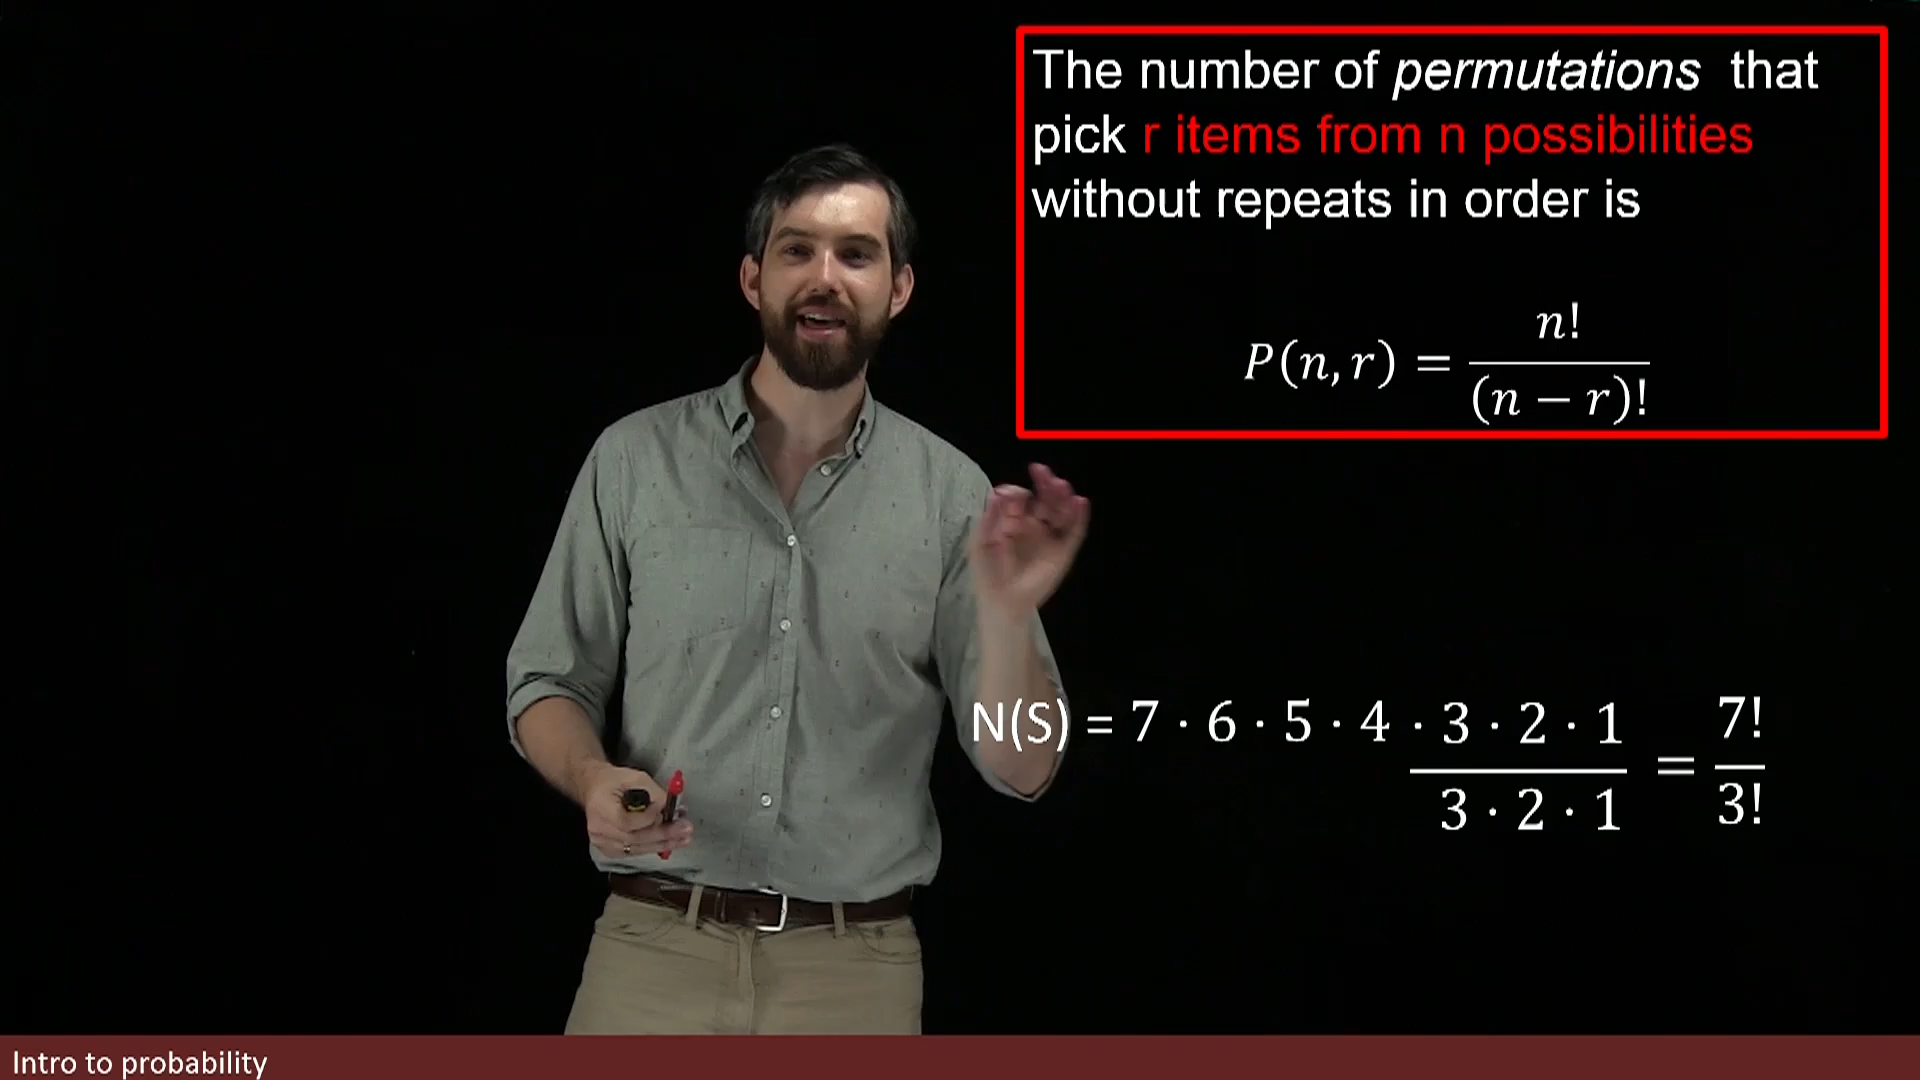 The number of permutations that
pick r items from n possibilities
without repeats in order is
P(n, r) = n! / (n − r)!
N(S) = 7 · 6 · 5 · 4 · 3 · 2 · 1 / 3 · 2 · 1 = 7! / 3!
Intro to probability